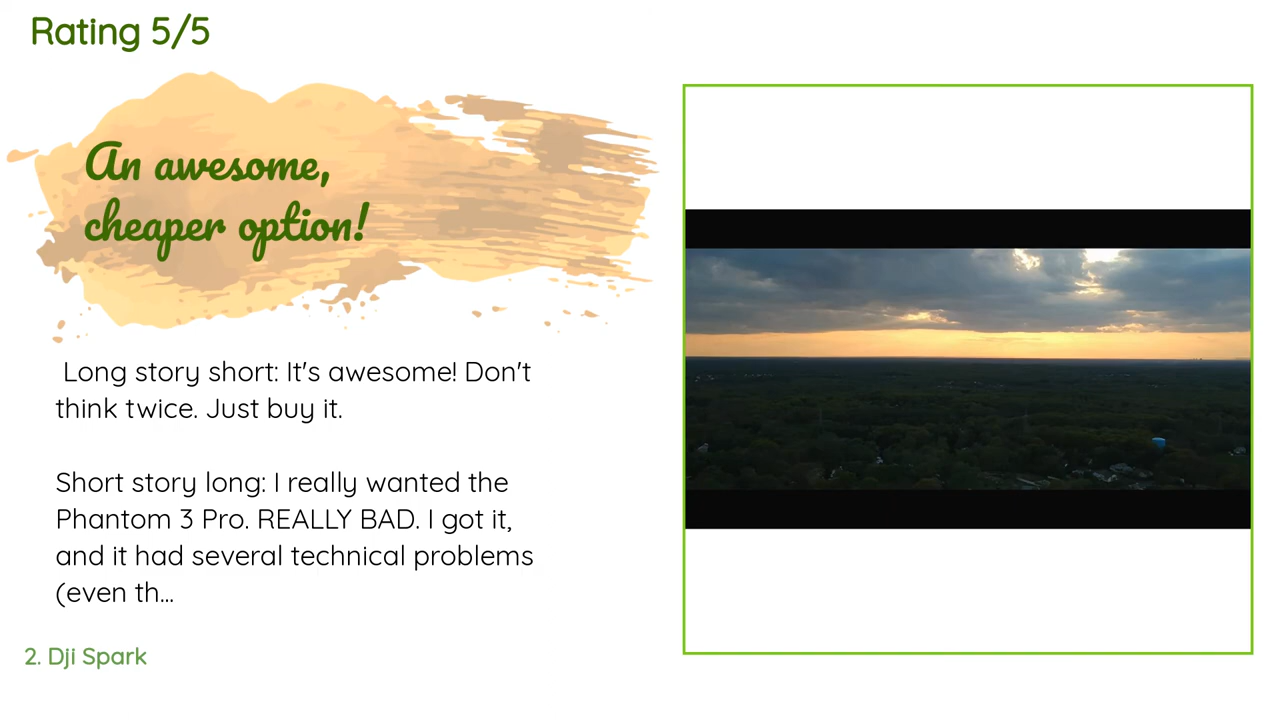 Rating 5/5
An awesome,
cheaper option!
Long story short: It's awesome! Don't
think twice. Just buy it.
Short story long: I really wanted the
Phantom 3 Pro. REALLY BAD. I got it,
and it had several technical problems
(even th...
2. Dji Spark